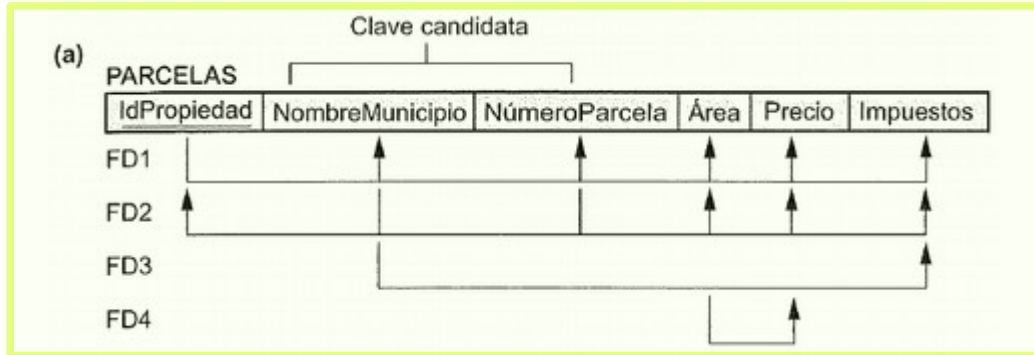 Clave candidata
(a)
PARCELAS
IdPropiedad NombreMunicipio NúmeroParcela Área Precio Impuestos
FD1
FD2
FD3
FD4